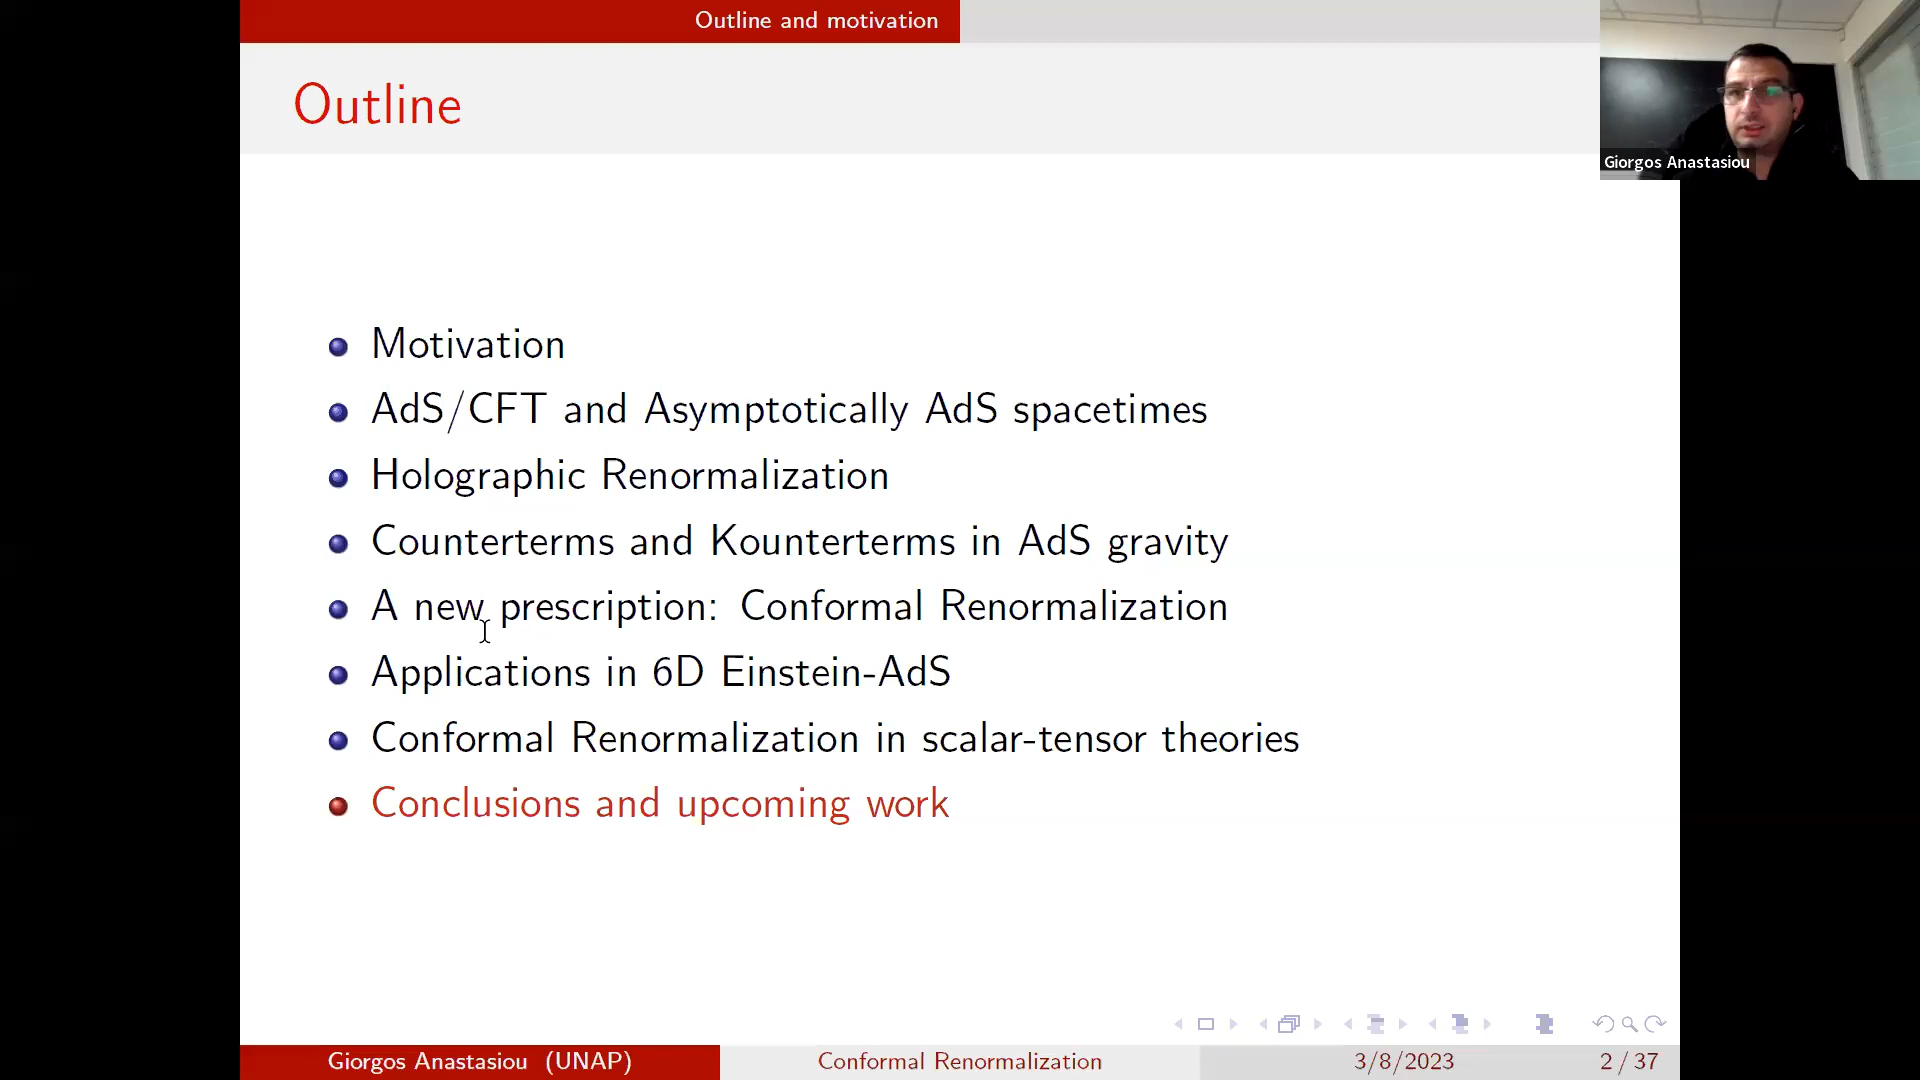 Outline and motivation
Outline
Giorgos Anastasiou
Motivation
AdS/CFT and Asymptotically AdS spacetimes
Holographic Renormalization
Counterterms and Kounterterms in AdS gravity
A new prescription: Conformal Renormalization
Applications in 6D Einstein-AdS
Conformal Renormalization in scalar-tensor theories
Conclusions and upcoming work
Giorgos Anastasiou (UNAP) Conformal Renormalization 3/8/2023 2 / 37